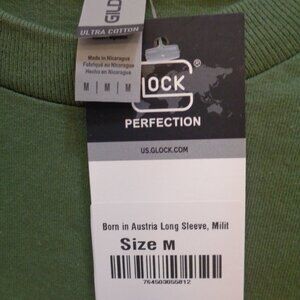 GILD
ULTRA COTTON
Made in Nicaragua
Fabriqué au Nicaragua
Hecho en Nicaragua
M M M
GLOCK
PERFECTION
US.GLOCK.COM
Born in Austria Long Sleeve, Milit
Size M
764503055812